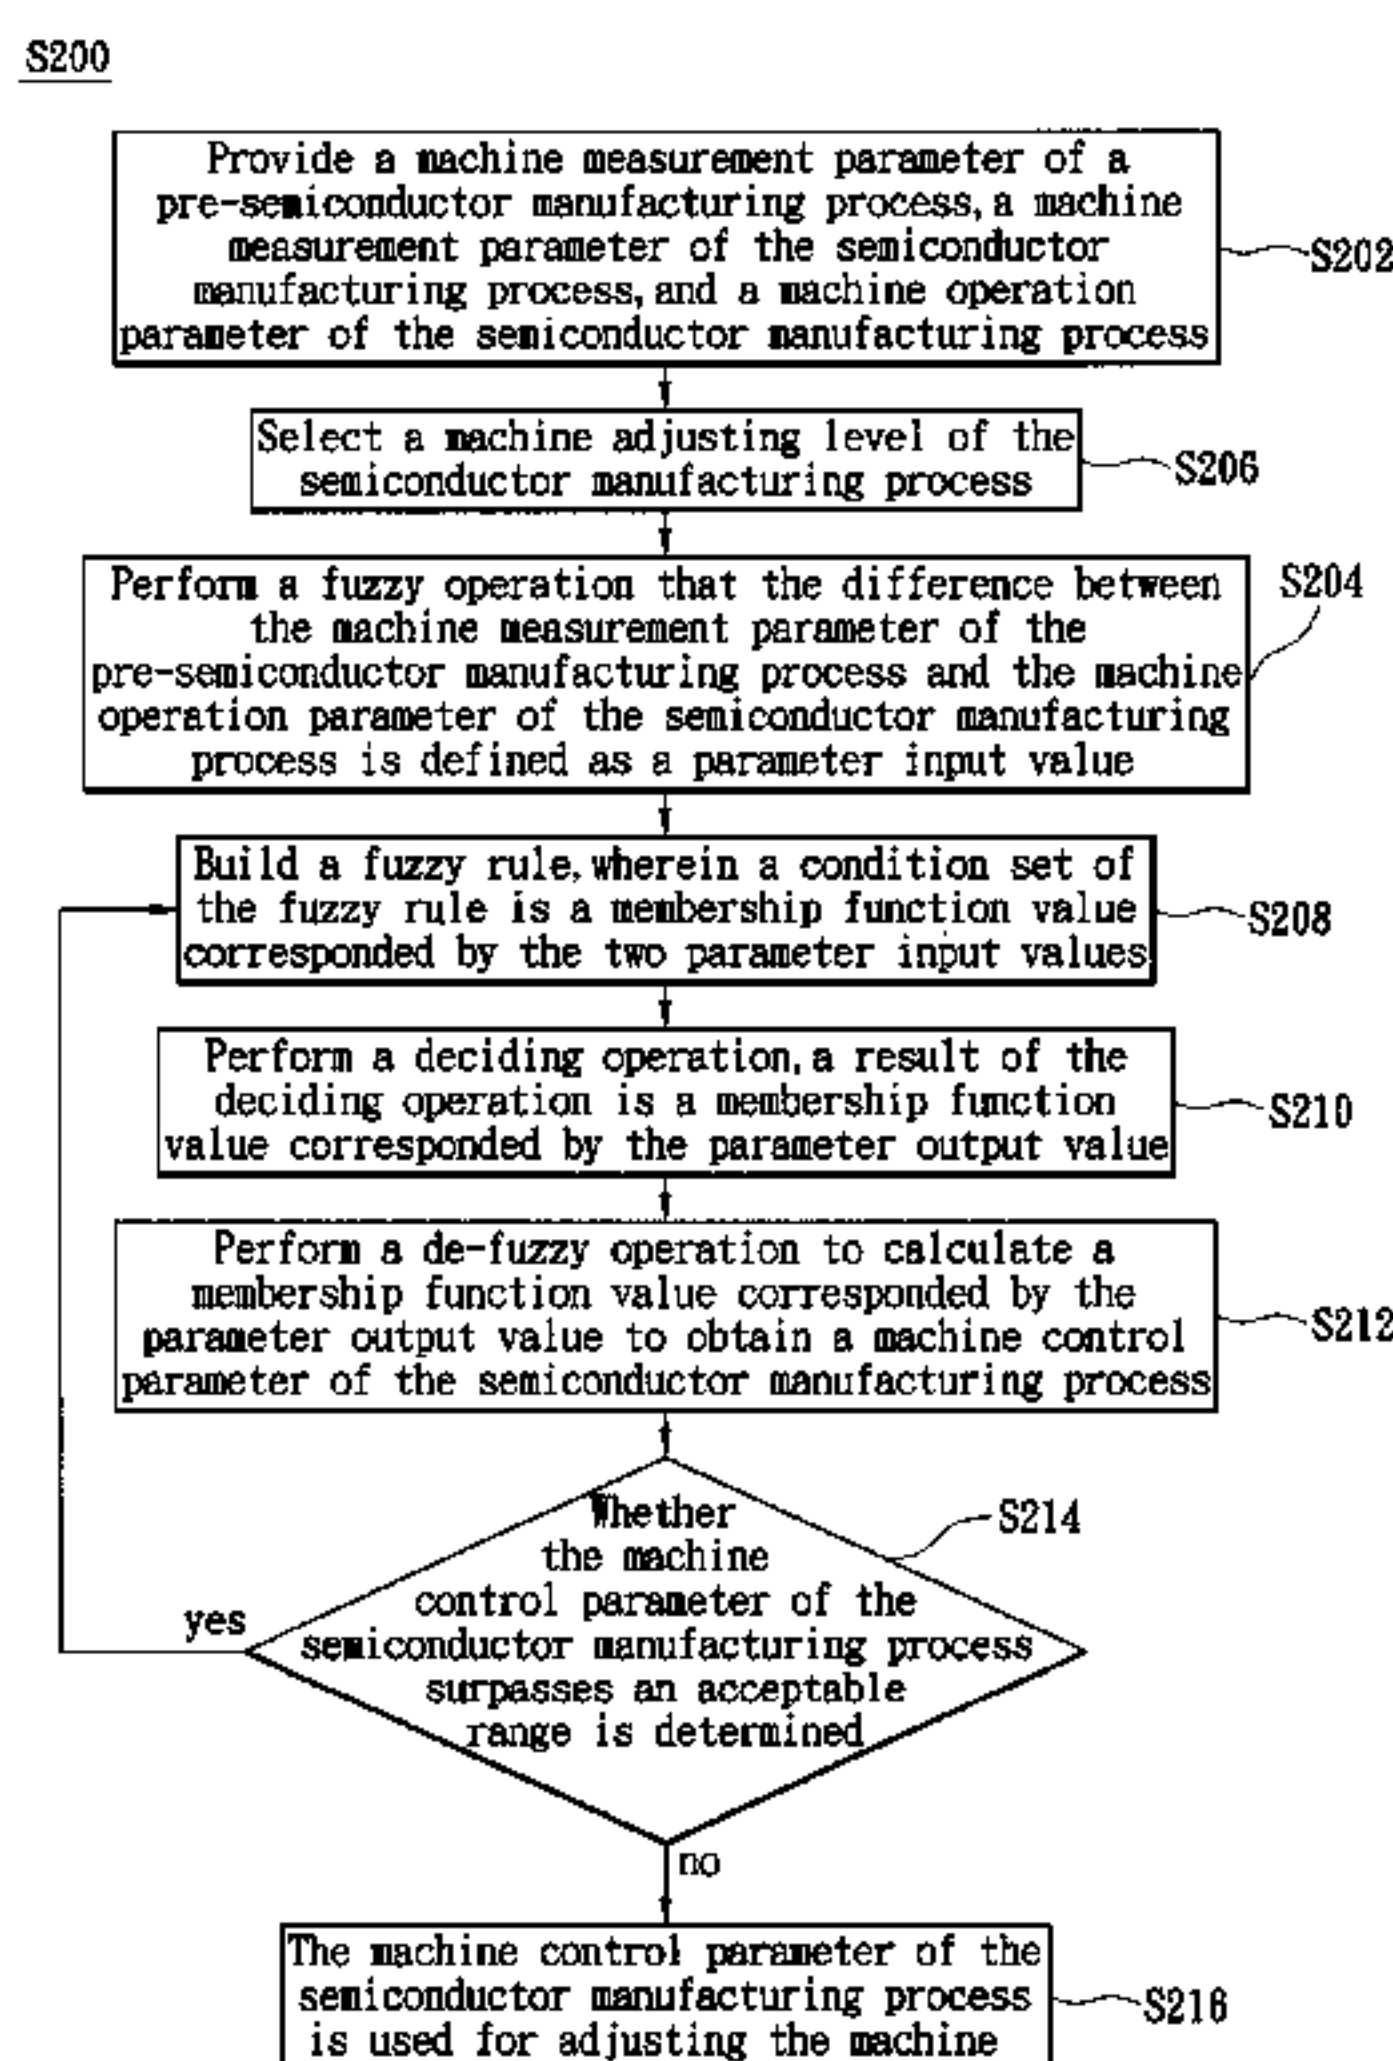 S200
Provide a machine measurement parameter of a
pre-semiconductor manufacturing process, a machine
measurement parameter of the semiconductor
manufacturing process, and a machine operation
parameter of the semiconductor manufacturing process
S202
Select a machine adjusting level of the
semiconductor manufacturing process
S206
Perform a fuzzy operation that the difference between
the machine measurement parameter of the
pre-semiconductor manufacturing process and the machine
operation parameter of the semiconductor manufacturing
process is defined as a parameter input value
S204
Build a fuzzy rule, wherein a condition set of
the fuzzy rule is a membership function value
corresponded by the two parameter input values
S208
Perform a deciding operation, a result of the
deciding operation is a membership function
value corresponded by the parameter output value
S210
Perform a de-fuzzy operation to calculate a
membership function value corresponded by the
parameter output value to obtain a machine control
parameter of the semiconductor manufacturing process
S212
Whether
the machine
control parameter of the
semiconductor manufacturing process
surpasses an acceptable
range is determined
S214
yes
no
The machine control parameter of the
semiconductor manufacturing process
is used for adjusting the machine
S216